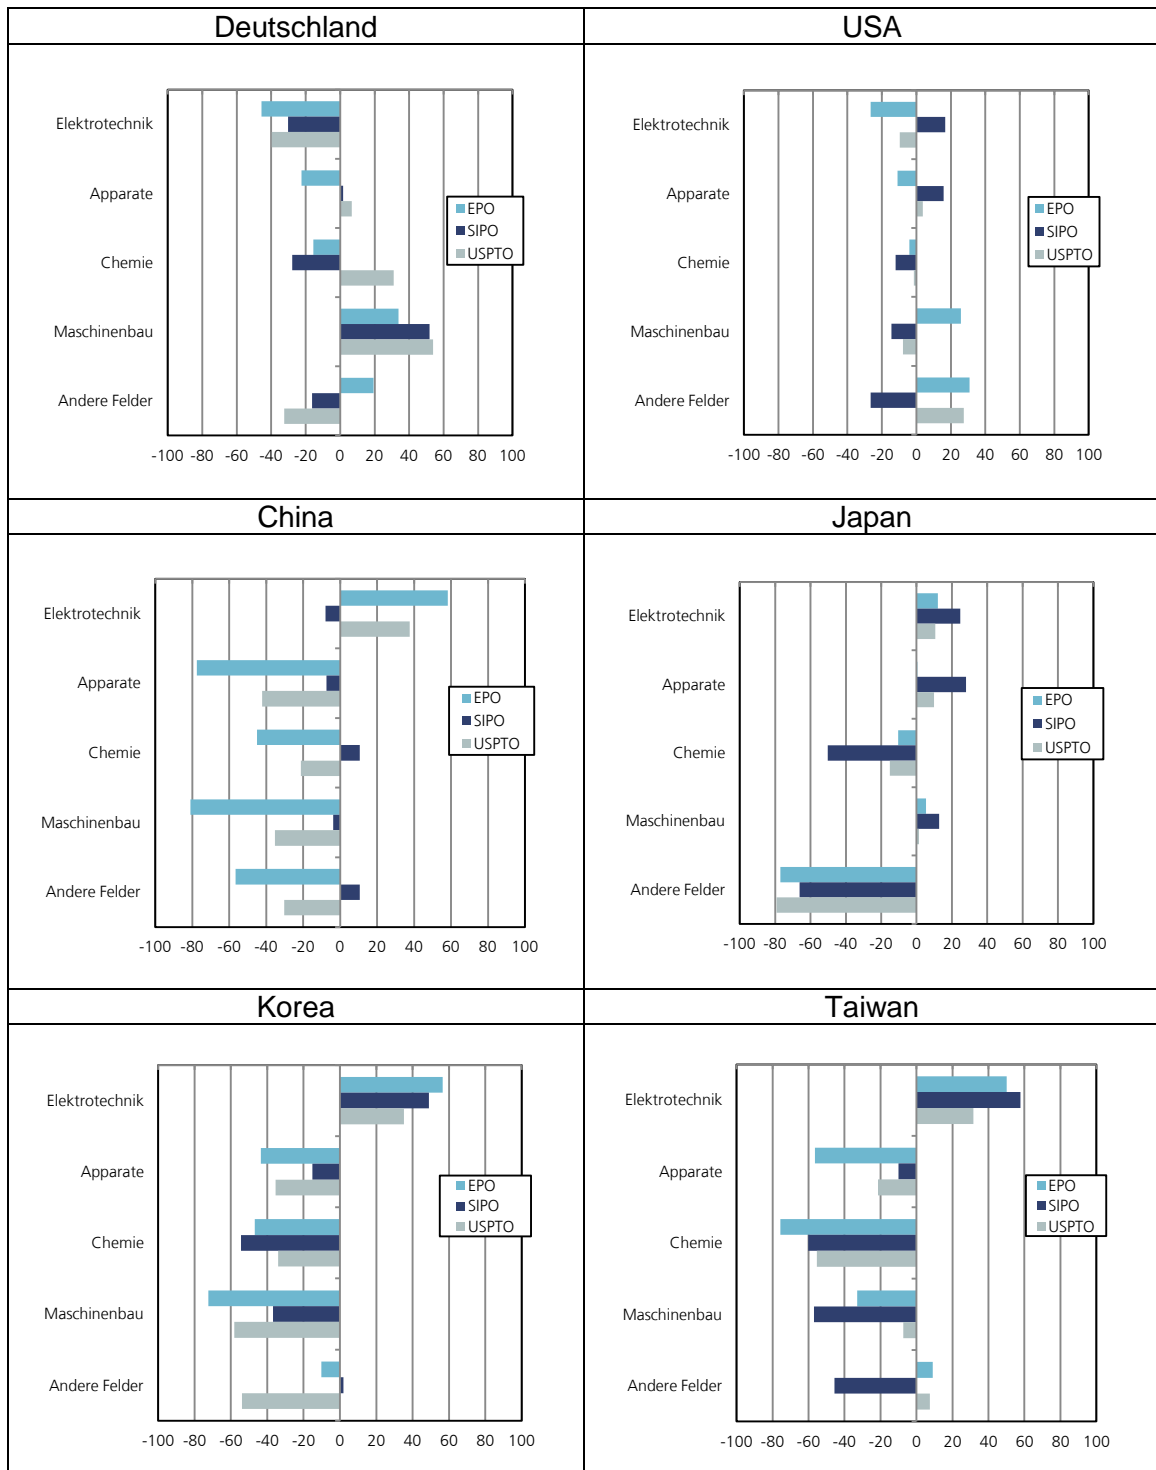 Deutschland
Elektrotechnik
Apparate
Chemie
Maschinenbau
Andere Felder
EPO
SIPO
USPTO
-100 -80 -60 -40 -20 0 20 40 60 80 100
USA
Elektrotechnik
Apparate
Chemie
Maschinenbau
Andere Felder
EPO
SIPO
USPTO
-100 -80 -60 -40 -20 0 20 40 60 80 100
China
Elektrotechnik
Apparate
Chemie
Maschinenbau
Andere Felder
EPO
SIPO
USPTO
-100 -80 -60 -40 -20 0 20 40 60 80 100
Japan
Elektrotechnik
Apparate
Chemie
Maschinenbau
Andere Felder
EPO
SIPO
USPTO
-100 -80 -60 -40 -20 0 20 40 60 80 100
Korea
Elektrotechnik
Apparate
Chemie
Maschinenbau
Andere Felder
EPO
SIPO
USPTO
-100 -80 -60 -40 -20 0 20 40 60 80 100
Taiwan
Elektrotechnik
Apparate
Chemie
Maschinenbau
Andere Felder
EPO
SIPO
USPTO
-100 -80 -60 -40 -20 0 20 40 60 80 100